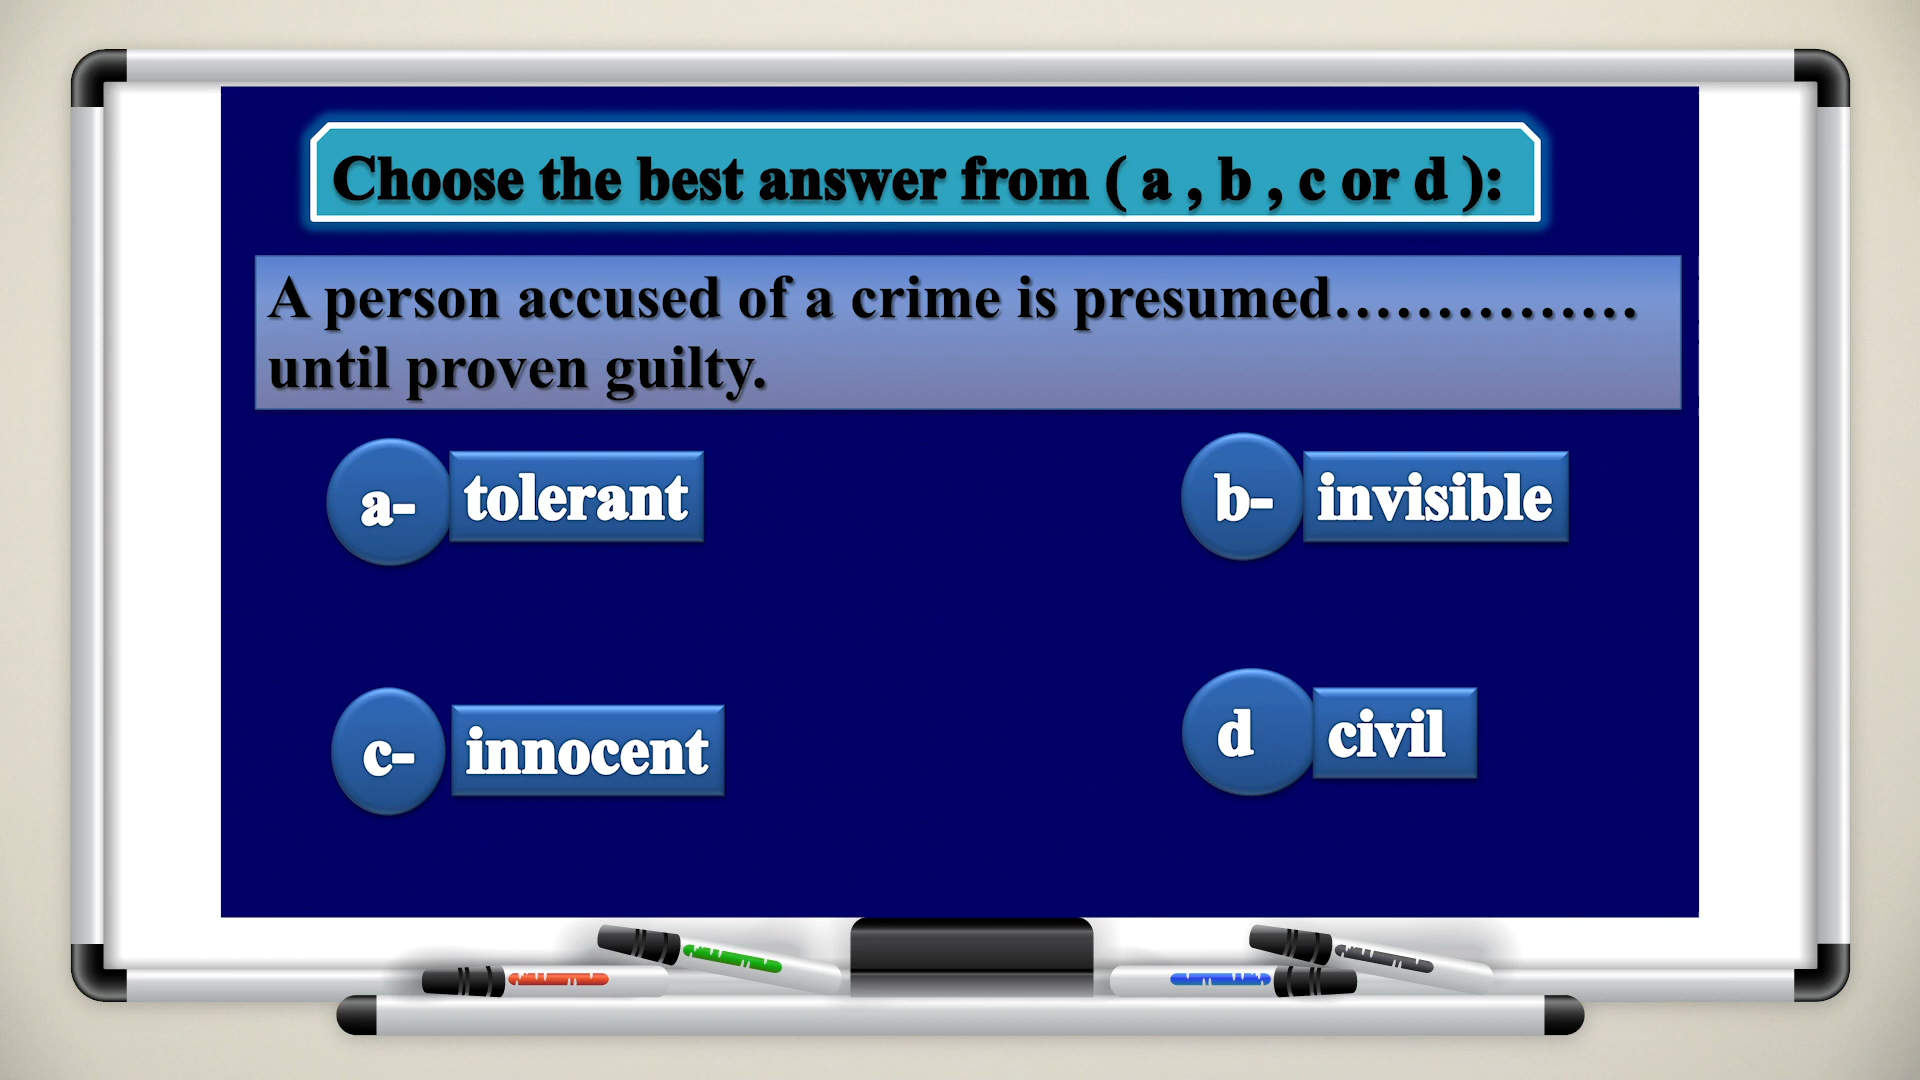 Choose the best answer from ( a , b , c or d ):
A person accused of a crime is presumed……………
until proven guilty.
a- tolerant
b- invisible
c- innocent
d civil